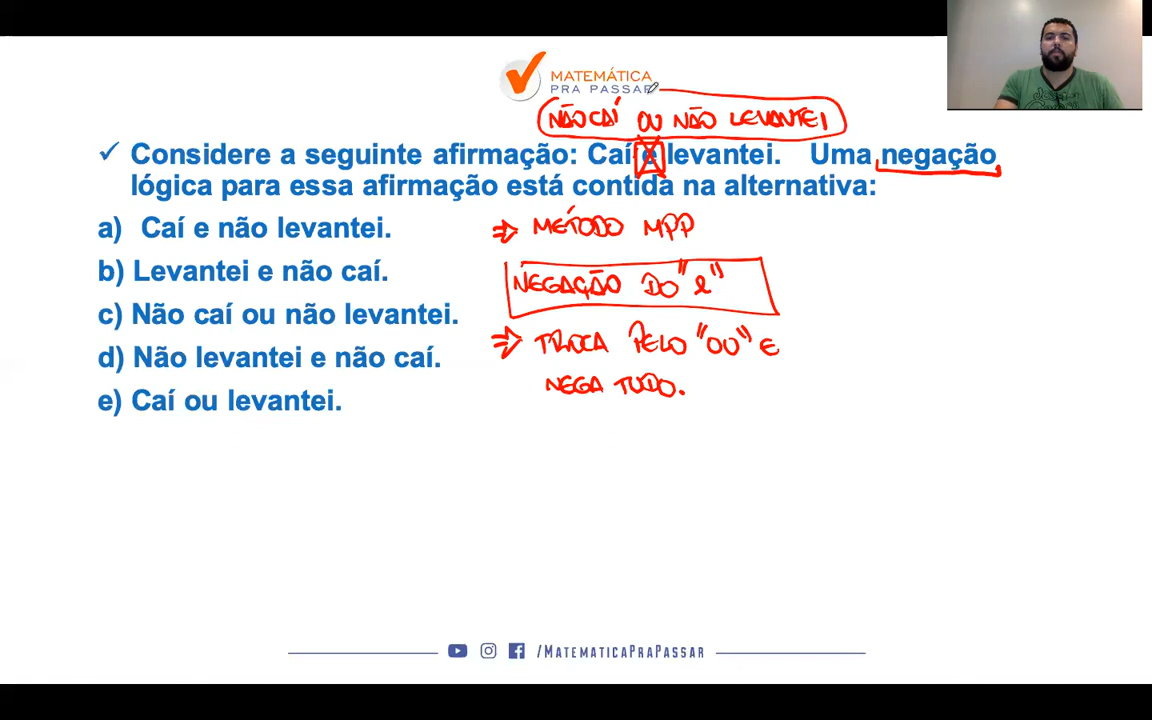 MATEMÁTICA
PRA PASSAR
NÃO CAÍ OU NÃO LEVANTEI
✓ Considere a seguinte afirmação: Caí e levantei. Uma negação
lógica para essa afirmação está contida na alternativa:
a) Caí e não levantei.
⇒ MÉTODO MPP
b) Levantei e não caí.
NEGAÇÃO DO "e"
c) Não caí ou não levantei.
⇒ TROCA PELO "OU" E
d) Não levantei e não caí.
NEGA TUDO.
e) Caí ou levantei.
/MATEMATICAPRAPASSAR